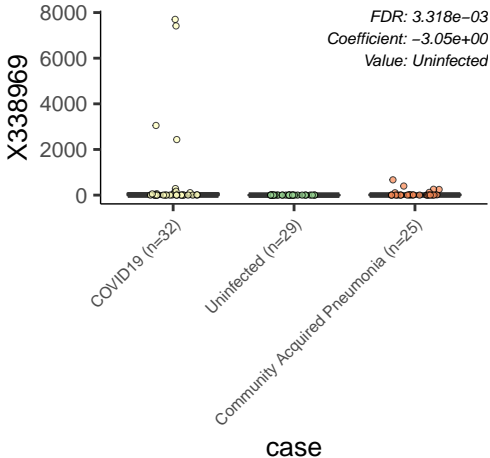 FDR: 3.318e−03
Coefficient: −3.05e+00
Value: Uninfected
X338969
8000
6000
4000
2000
0
COVID19 (n=32)
Uninfected (n=29)
Community Acquired Pneumonia (n=25)
case